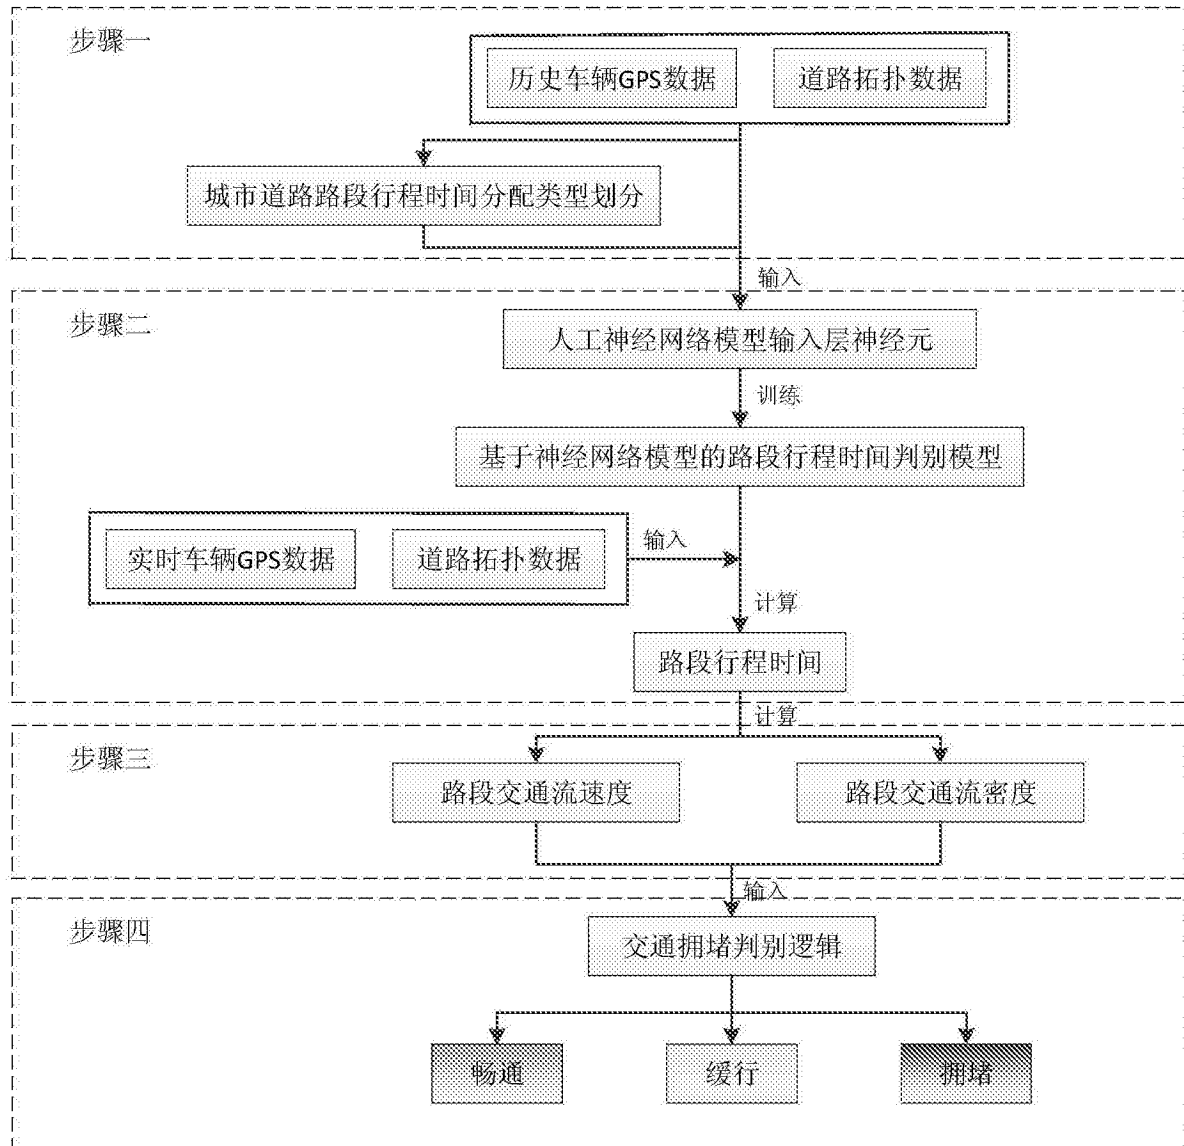 步骤一
历史车辆GPS数据
道路拓扑数据
城市道路路段行程时间分配类型划分
输入
步骤二
人工神经网络模型输入层神经元
训练
基于神经网络模型的路段行程时间判别模型
实时车辆GPS数据
道路拓扑数据
输入
计算
路段行程时间
计算
步骤三
路段交通流速度
路段交通流密度
输入
步骤四
交通拥堵判别逻辑
畅通
缓行
拥堵